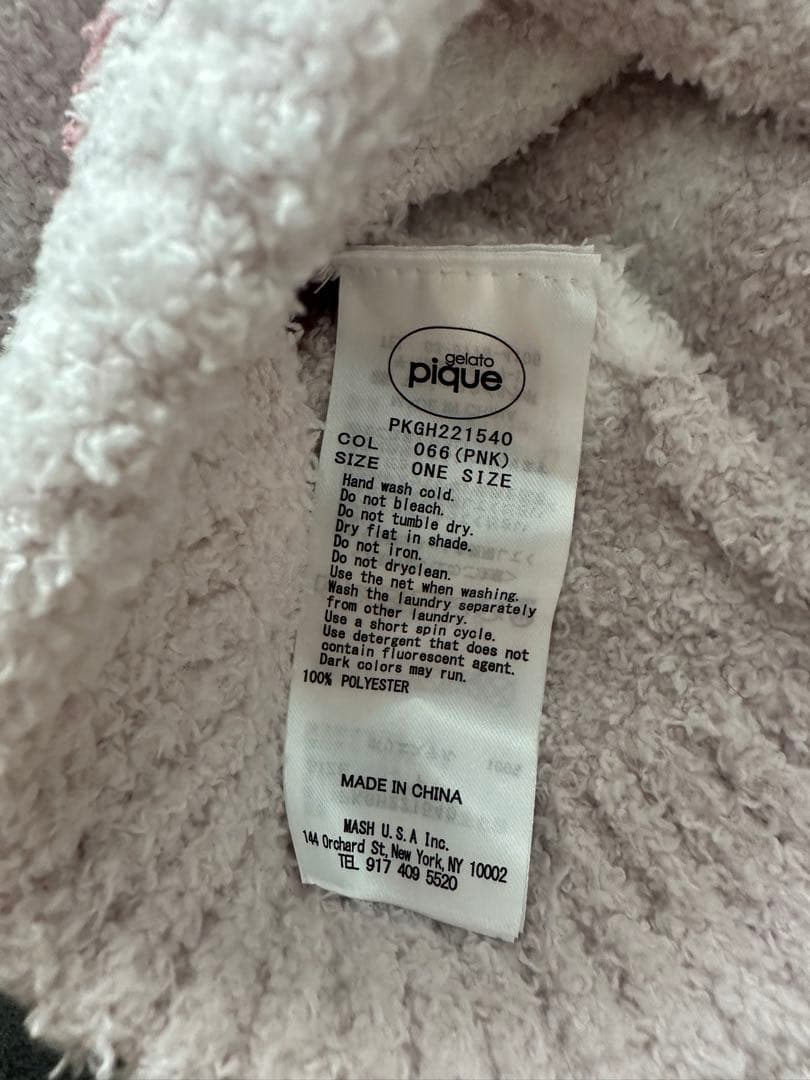 gelato
pique
PKGH221540
COL 066(PNK)
SIZE ONE SIZE
Hand wash cold.
Do not bleach.
Do not tumble dry.
Dry flat in shade.
Do not iron.
Do not dryclean.
Use the net when washing.
Wash the laundry separately
from other laundry.
Use a short spin cycle.
Use detergent that does not
contain fluorescent agent.
Dark colors may run.
100% POLYESTER
MADE IN CHINA
MASH U.S.A Inc.
144 Orchard St,New York,NY 10002
TEL 917 409 5520